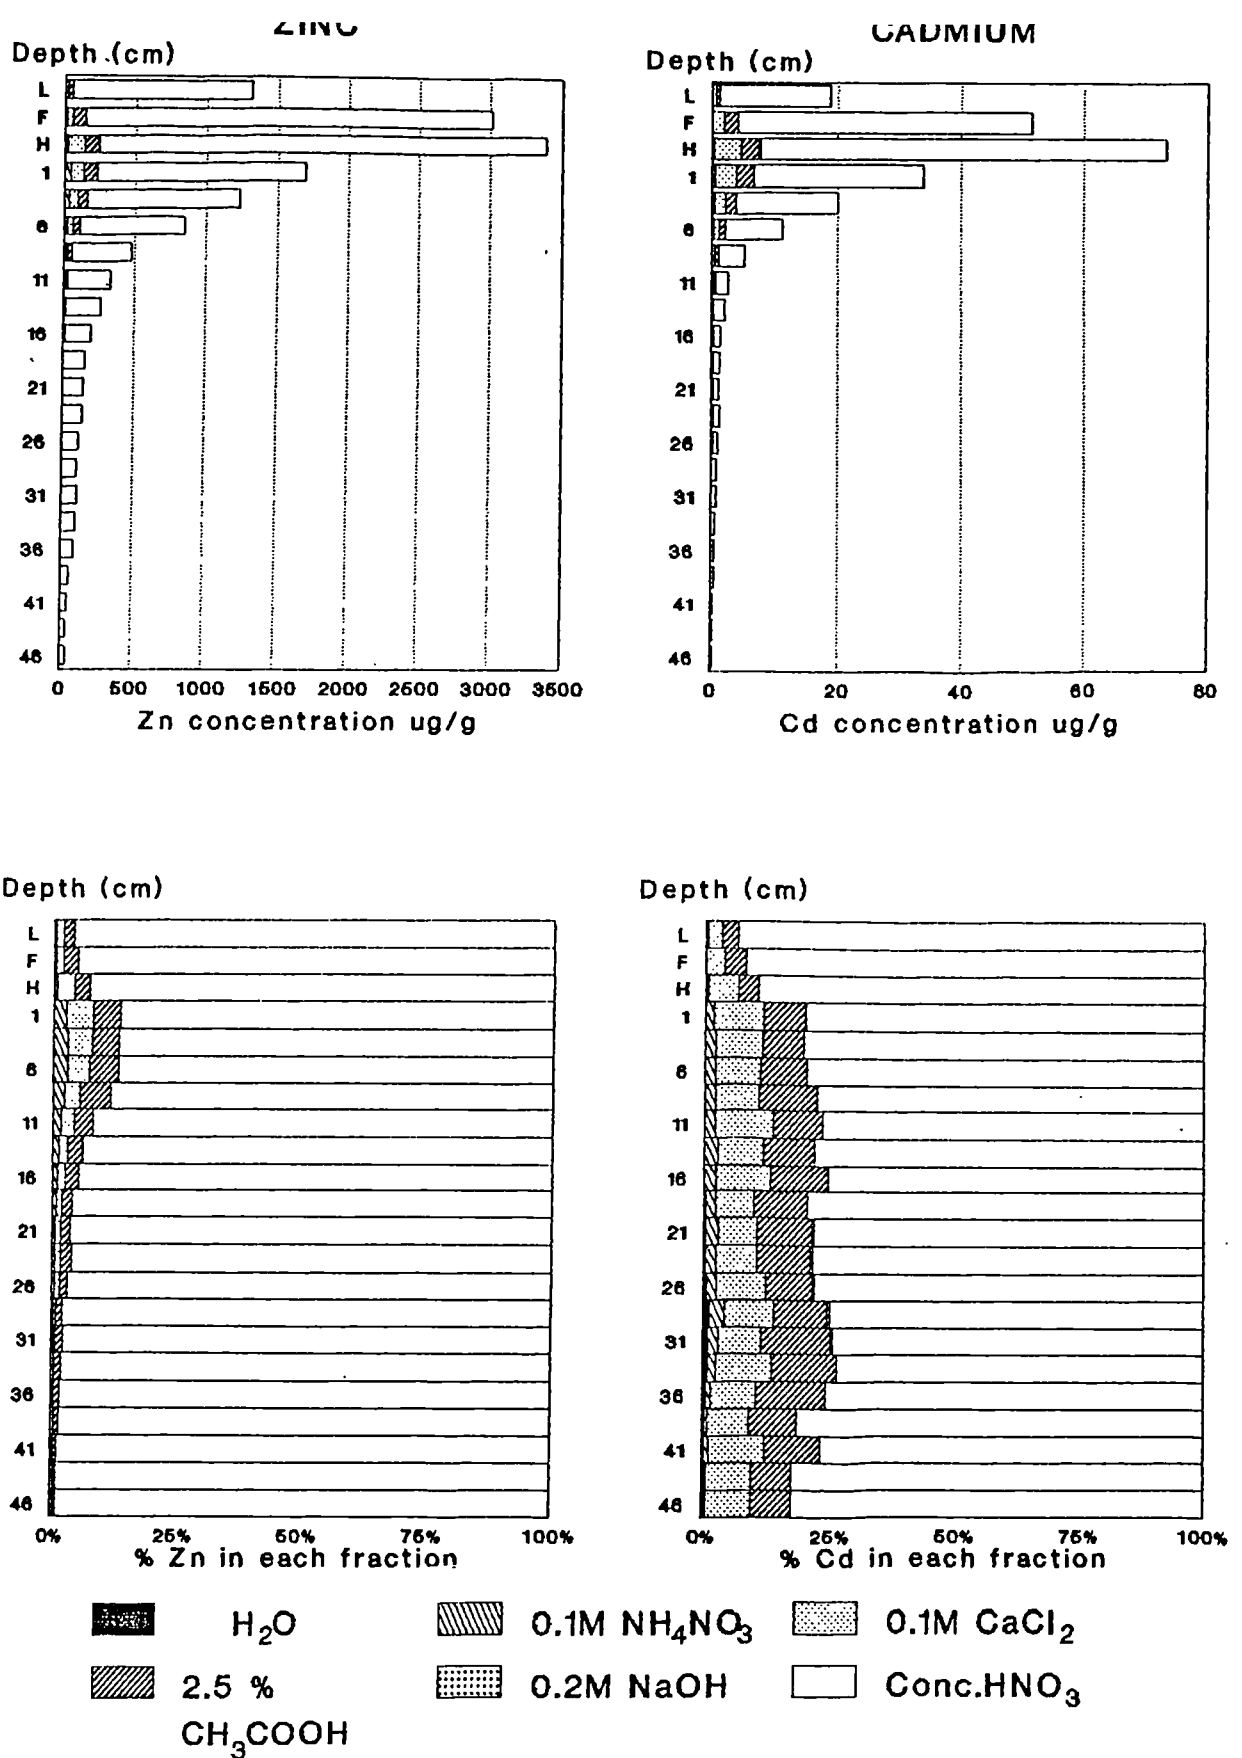 ZINC
CADMIUM
Depth (cm)
Depth (cm)
L
F
H
1
6
11
16
21
26
31
36
41
46
0 500 1000 1500 2000 2500 3000 3500
Zn concentration ug/g
L
F
H
1
6
11
16
21
26
31
36
41
46
0 20 40 60 80
Cd concentration ug/g
Depth (cm)
Depth (cm)
L
F
H
1
6
11
16
21
26
31
36
41
46
0% 25% 50% 75% 100%
% Zn in each fraction
L
F
H
1
6
11
16
21
26
31
36
41
46
0% 25% 50% 75% 100%
% Cd in each fraction
H₂O 0.1M NH₄NO₃ 0.1M CaCl₂
2.5 % 0.2M NaOH Conc.HNO₃
CH₃COOH